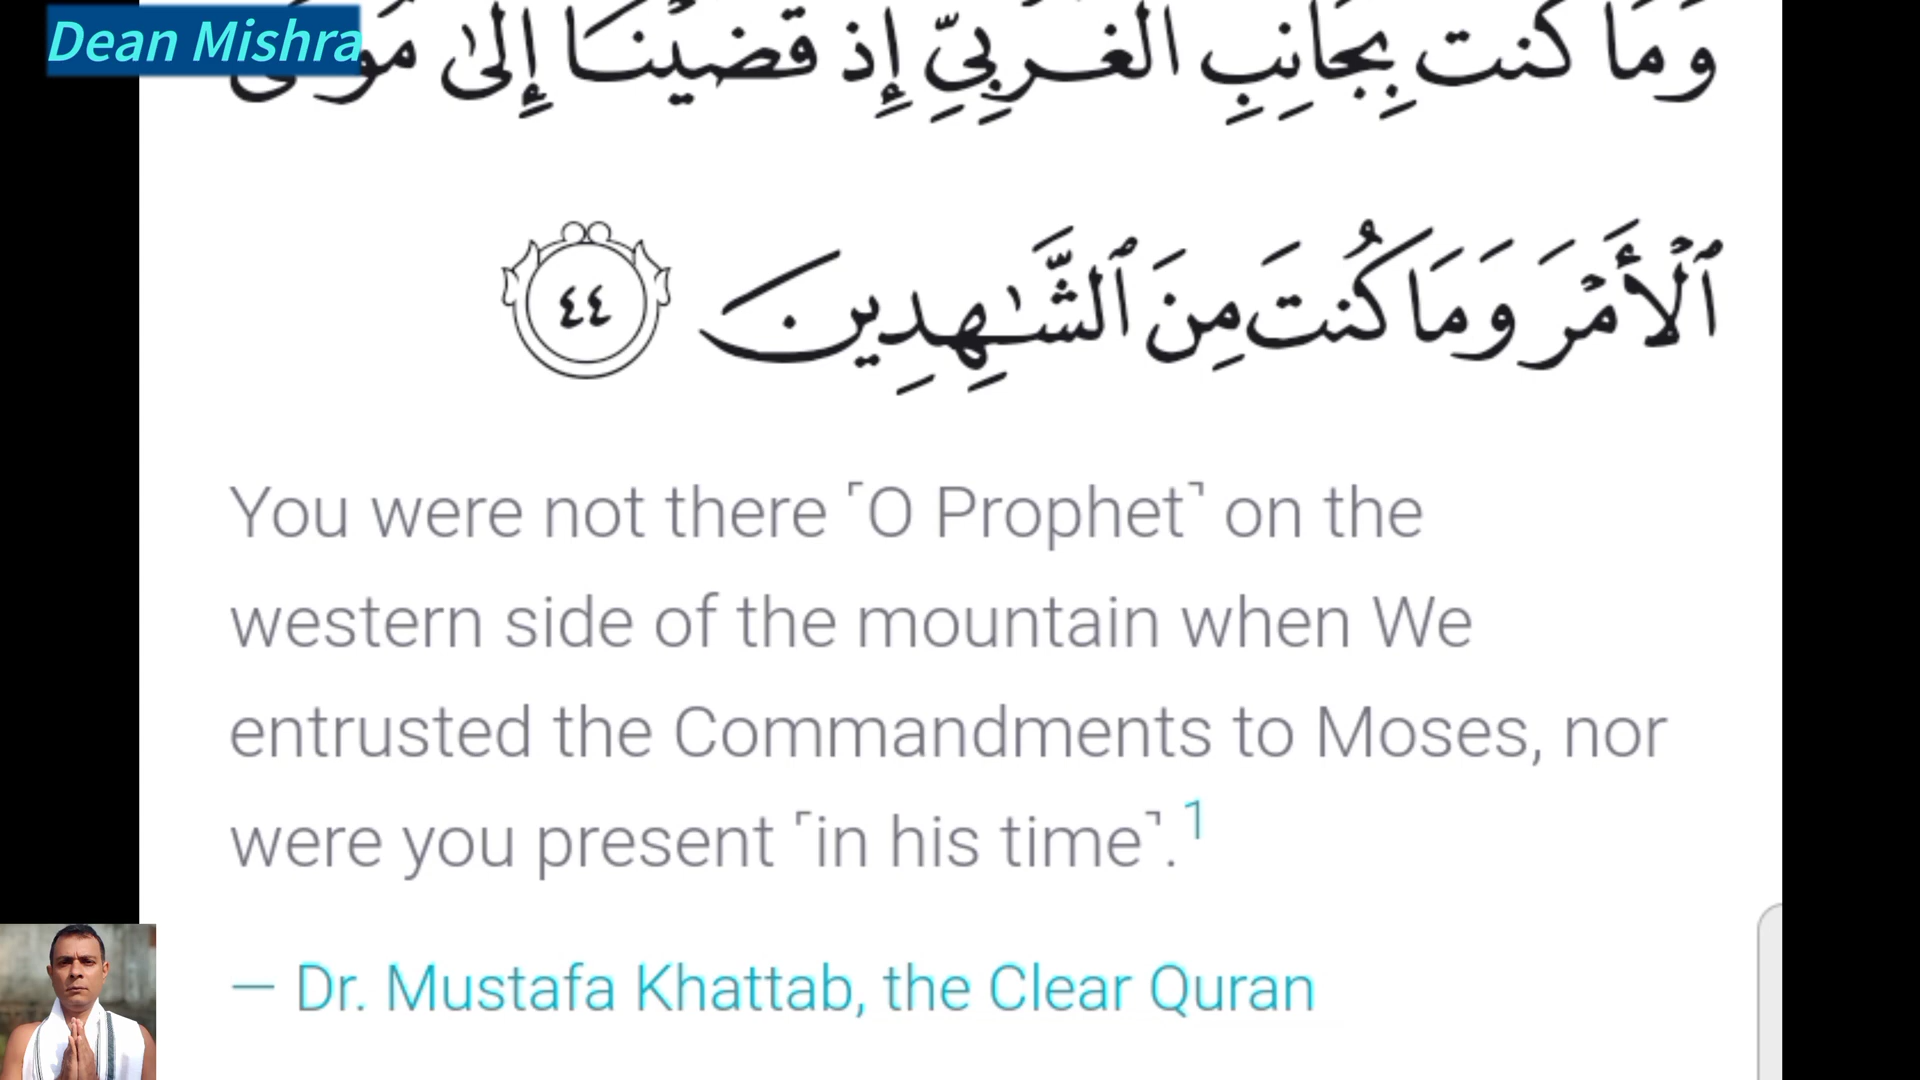 Dean Mishra
وَمَا كُنتَ بِجَانِبِ ٱلْغَرْبِىِّ إِذْ قَضَيْنَآ إِلَىٰ مُوسَى
ٱلْأَمْرَ وَمَا كُنتَ مِنَ ٱلشَّـٰهِدِينَ ٤٤
You were not there ˹O Prophet˺ on the
western side of the mountain when We
entrusted the Commandments to Moses, nor
were you present ˹in his time˺.1
— Dr. Mustafa Khattab, the Clear Quran